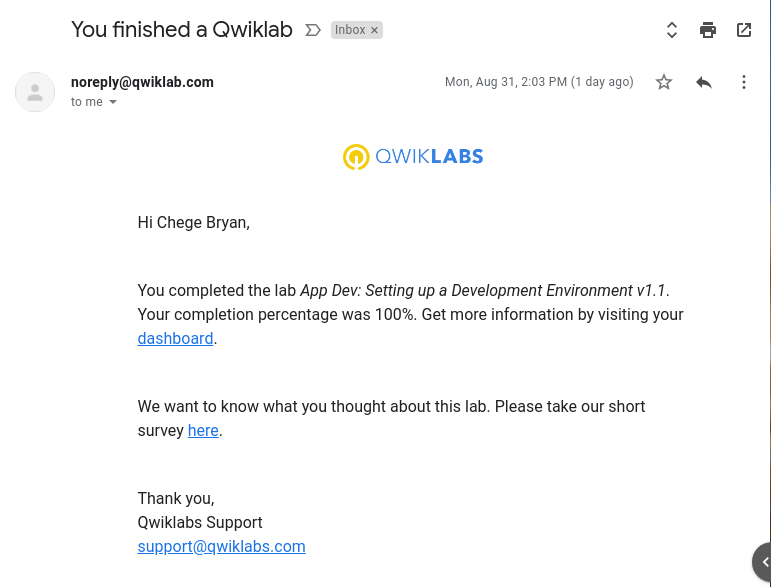 You finished a Qwiklab
Inbox ×
noreply@qwiklab.com
Mon, Aug 31, 2:03 PM (1 day ago)
to me
QWIKLABS
Hi Chege Bryan,
You completed the lab App Dev: Setting up a Development Environment v1.1.
Your completion percentage was 100%. Get more information by visiting your
dashboard.
We want to know what you thought about this lab. Please take our short
survey here.
Thank you,
Qwiklabs Support
support@qwiklabs.com